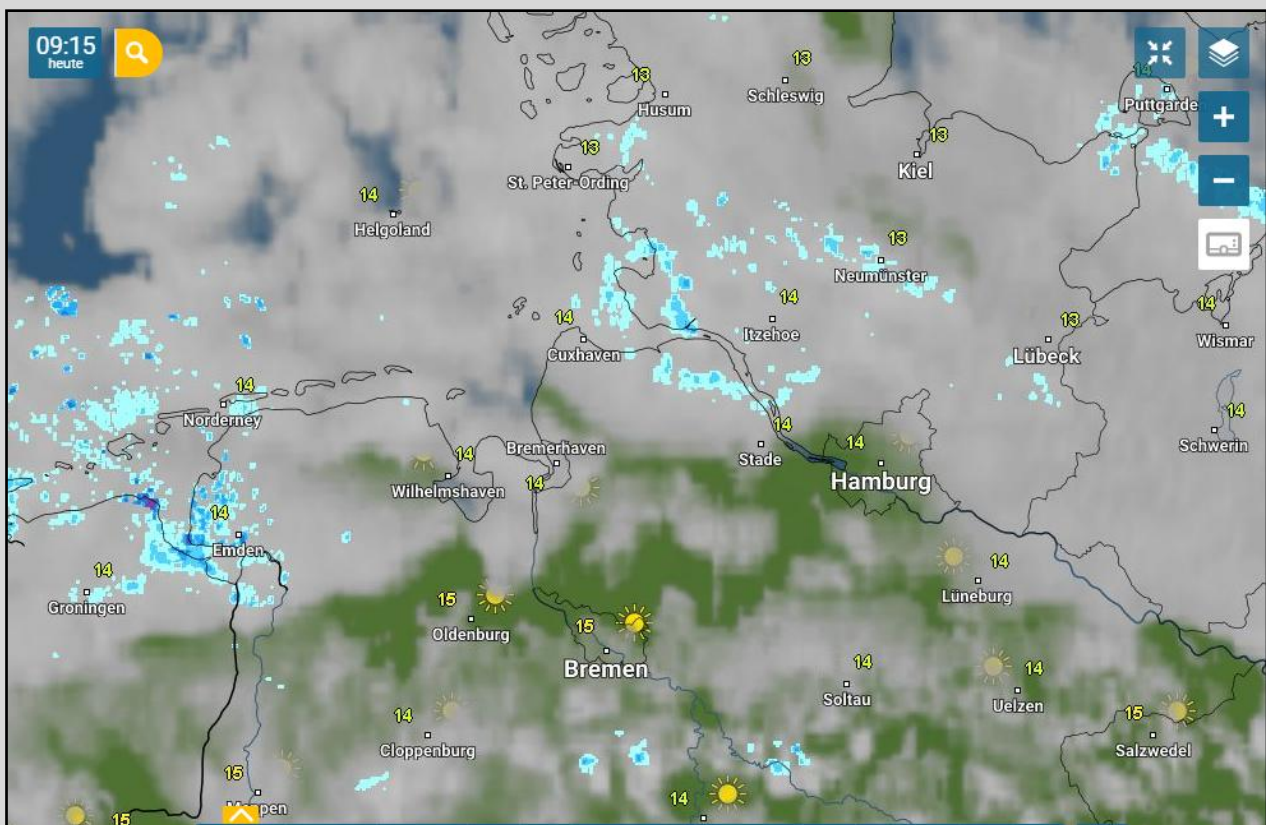 09:15
heute
13
13
14
Husum
Schleswig
Puttgarde
13
13
St. Peter-Ording
Kiel
14
Helgoland
13
Neumünster
14
14
Itzehoe
14
13
Cuxhaven
Lübeck
Wismar
14
Norderney
14
Schwerin
14
14
Bremerhaven
Stade
14
Wilhelmshaven
14
Hamburg
14
Emden
14
Groningen
14
Lüneburg
15
Oldenburg
15
Bremen
14
Soltau
14
Uelzen
14
Cloppenburg
15
Salzwedel
15
14
15